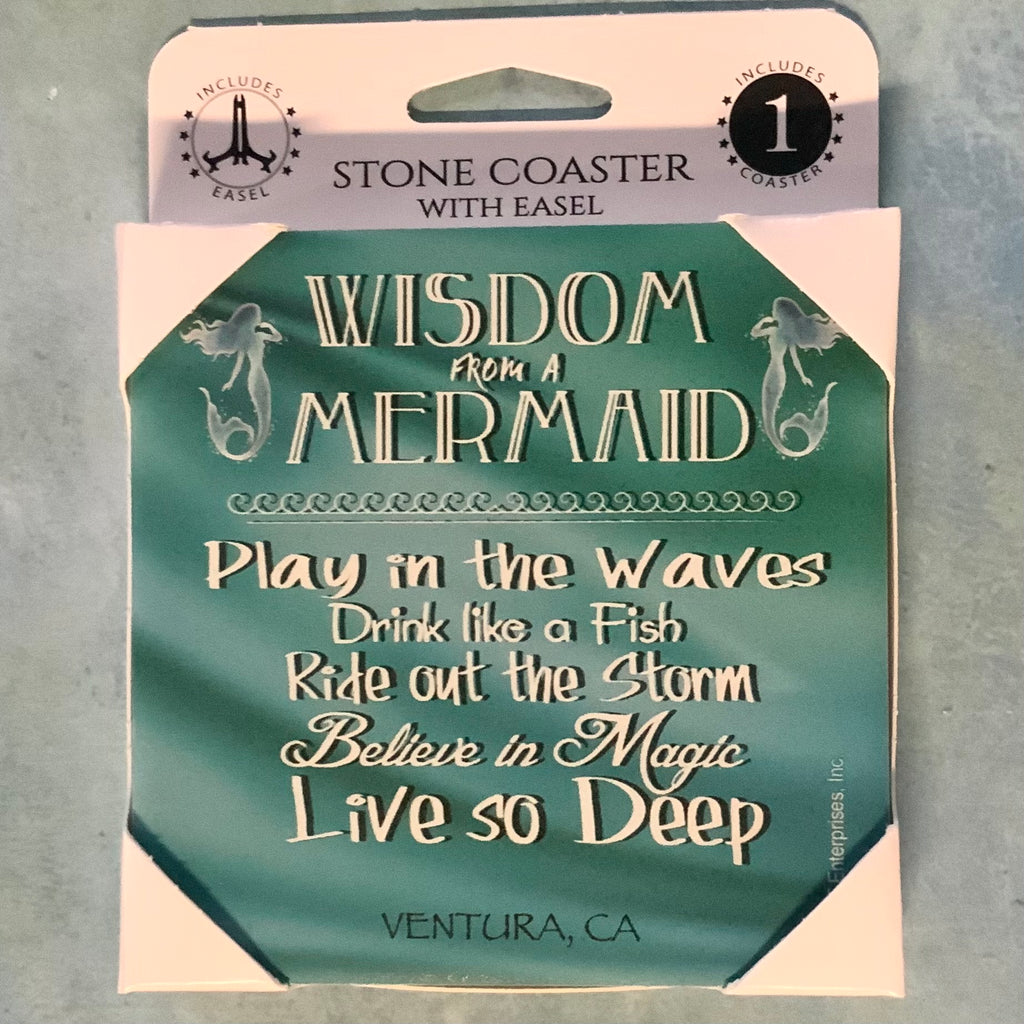 INCLUDES
EASEL
INCLUDES
1
COASTER
STONE COASTER
WITH EASEL
WISDOM
FROM A
MERMAID
Play in the Waves
Drink like a Fish
Ride out the Storm
Believe in Magic
Live so Deep
VENTURA, CA
Enterprises, Inc